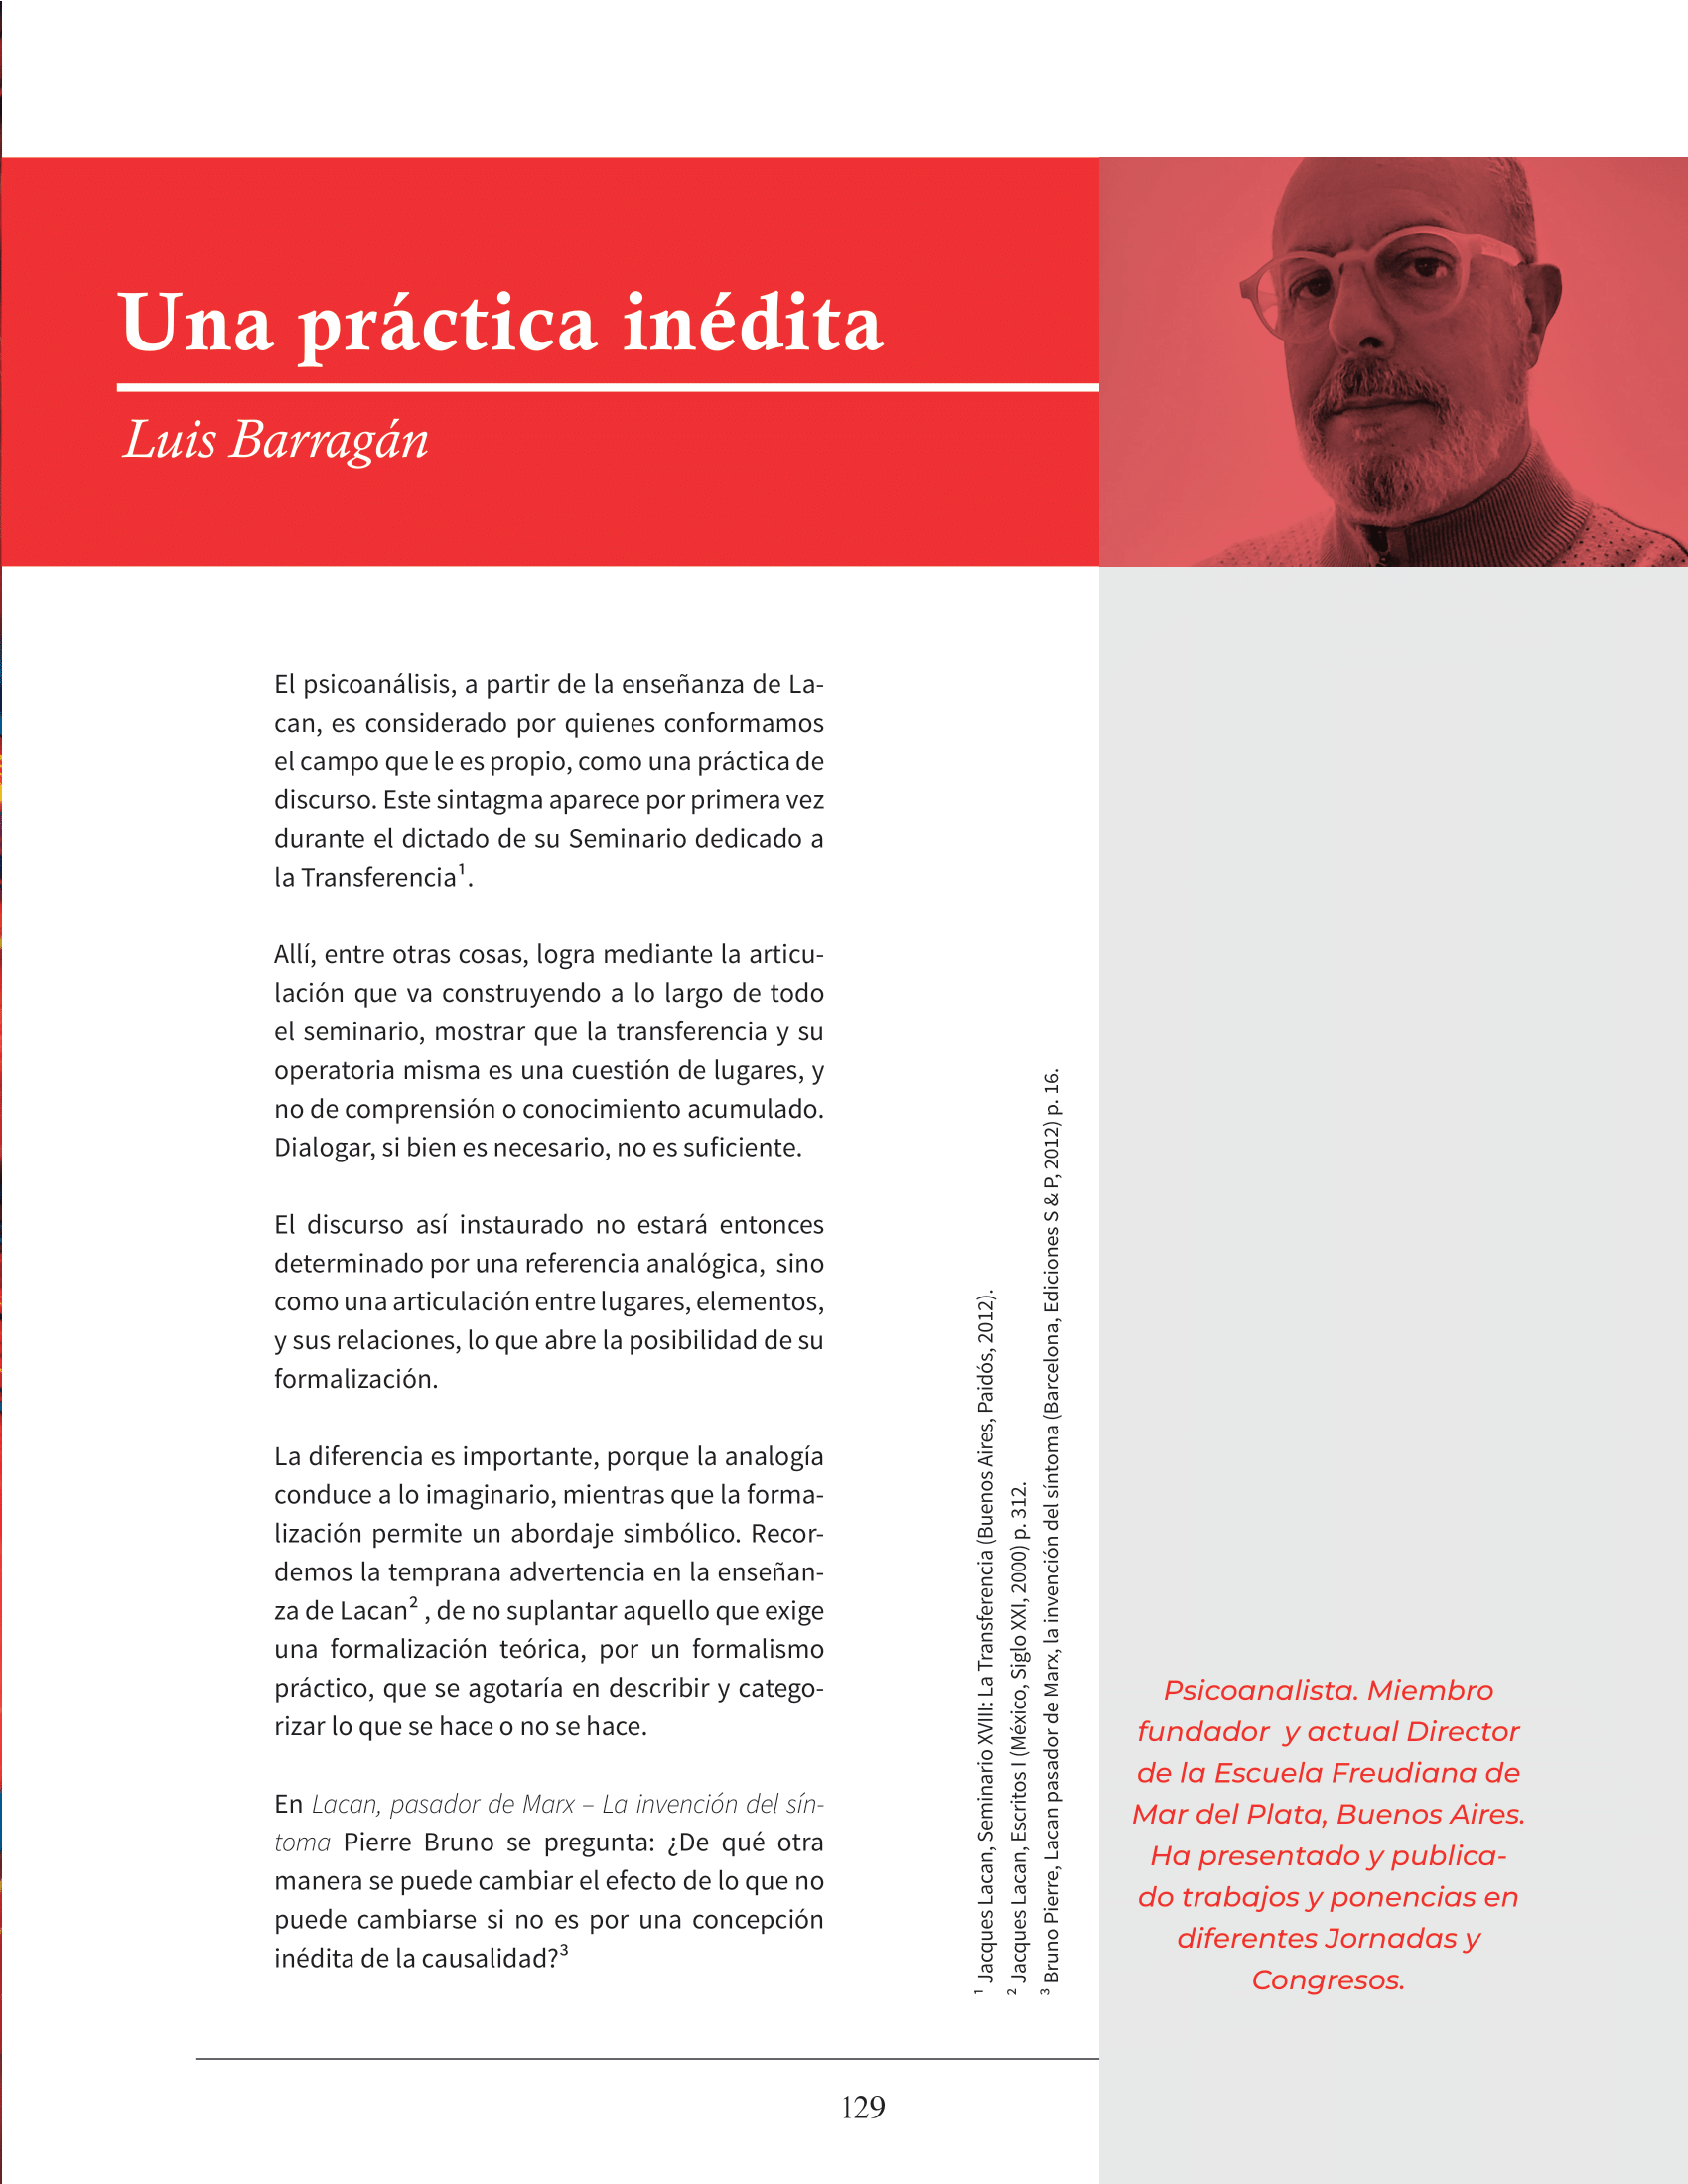 Una práctica inédita
Luis Barragán
El psicoanálisis, a partir de la enseñanza de La-
can, es considerado por quienes conformamos
el campo que le es propio, como una práctica de
discurso. Este sintagma aparece por primera vez
durante el dictado de su Seminario dedicado a
la Transferencia¹.
Allí, entre otras cosas, logra mediante la articu-
lación que va construyendo a lo largo de todo
el seminario, mostrar que la transferencia y su
operatoria misma es una cuestión de lugares, y
no de comprensión o conocimiento acumulado.
Dialogar, si bien es necesario, no es suficiente.
El discurso así instaurado no estará entonces
determinado por una referencia analógica, sino
como una articulación entre lugares, elementos,
y sus relaciones, lo que abre la posibilidad de su
formalización.
La diferencia es importante, porque la analogía
conduce a lo imaginario, mientras que la forma-
lización permite un abordaje simbólico. Recor-
demos la temprana advertencia en la enseñan-
za de Lacan² , de no suplantar aquello que exige
una formalización teórica, por un formalismo
práctico, que se agotaría en describir y catego-
rizar lo que se hace o no se hace.
En Lacan, pasador de Marx – La invención del sín-
toma Pierre Bruno se pregunta: ¿De qué otra
manera se puede cambiar el efecto de lo que no
puede cambiarse si no es por una concepción
inédita de la causalidad?³
¹ Jacques Lacan, Seminario XVIII: La Transferencia (Buenos Aires, Paidós, 2012).
² Jacques Lacan, Escritos I (México, Siglo XXI, 2000) p. 312.
³ Bruno Pierre, Lacan pasador de Marx, la invención del síntoma (Barcelona, Ediciones S & P, 2012) p. 16.
Psicoanalista. Miembro
fundador y actual Director
de la Escuela Freudiana de
Mar del Plata, Buenos Aires.
Ha presentado y publica-
do trabajos y ponencias en
diferentes Jornadas y
Congresos.
129